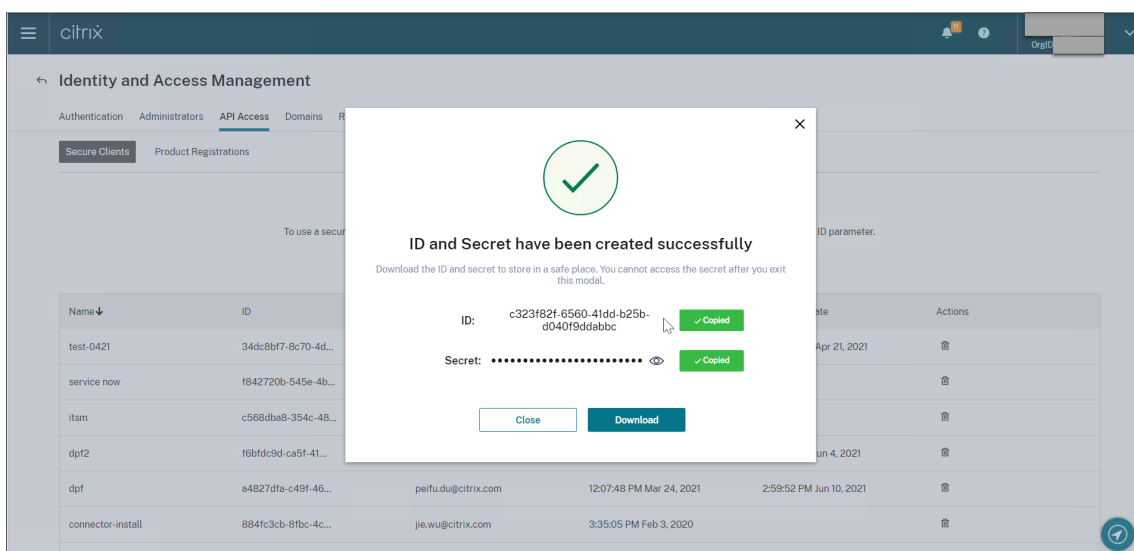 citrix
11
?
OrgID
Identity and Access Management
Authentication Administrators API Access Domains R
Secure Clients Product Registrations
To use a secur
ID parameter.
ID and Secret have been created successfully
Download the ID and secret to store in a safe place. You cannot access the secret after you exit
this modal.
ID: c323f82f-6560-41dd-b25b-
d040f9ddabbc
Copied
Secret: •••••••••••••••••••••••• Copied
Close Download
Name ID ate Actions
test-0421 34dc8bf7-8c70-4d... Apr 21, 2021
service now f842720b-545e-4b...
itsm c568dba8-354c-48...
dpf2 f6bfdc9d-ca5f-41... un 4, 2021
dpf a4827dfa-c49f-46... peifu.du@citrix.com 12:07:48 PM Mar 24, 2021 2:59:52 PM Jun 10, 2021
connector-install 884fc3cb-8fbc-4c... jie.wu@citrix.com 3:35:05 PM Feb 3, 2020